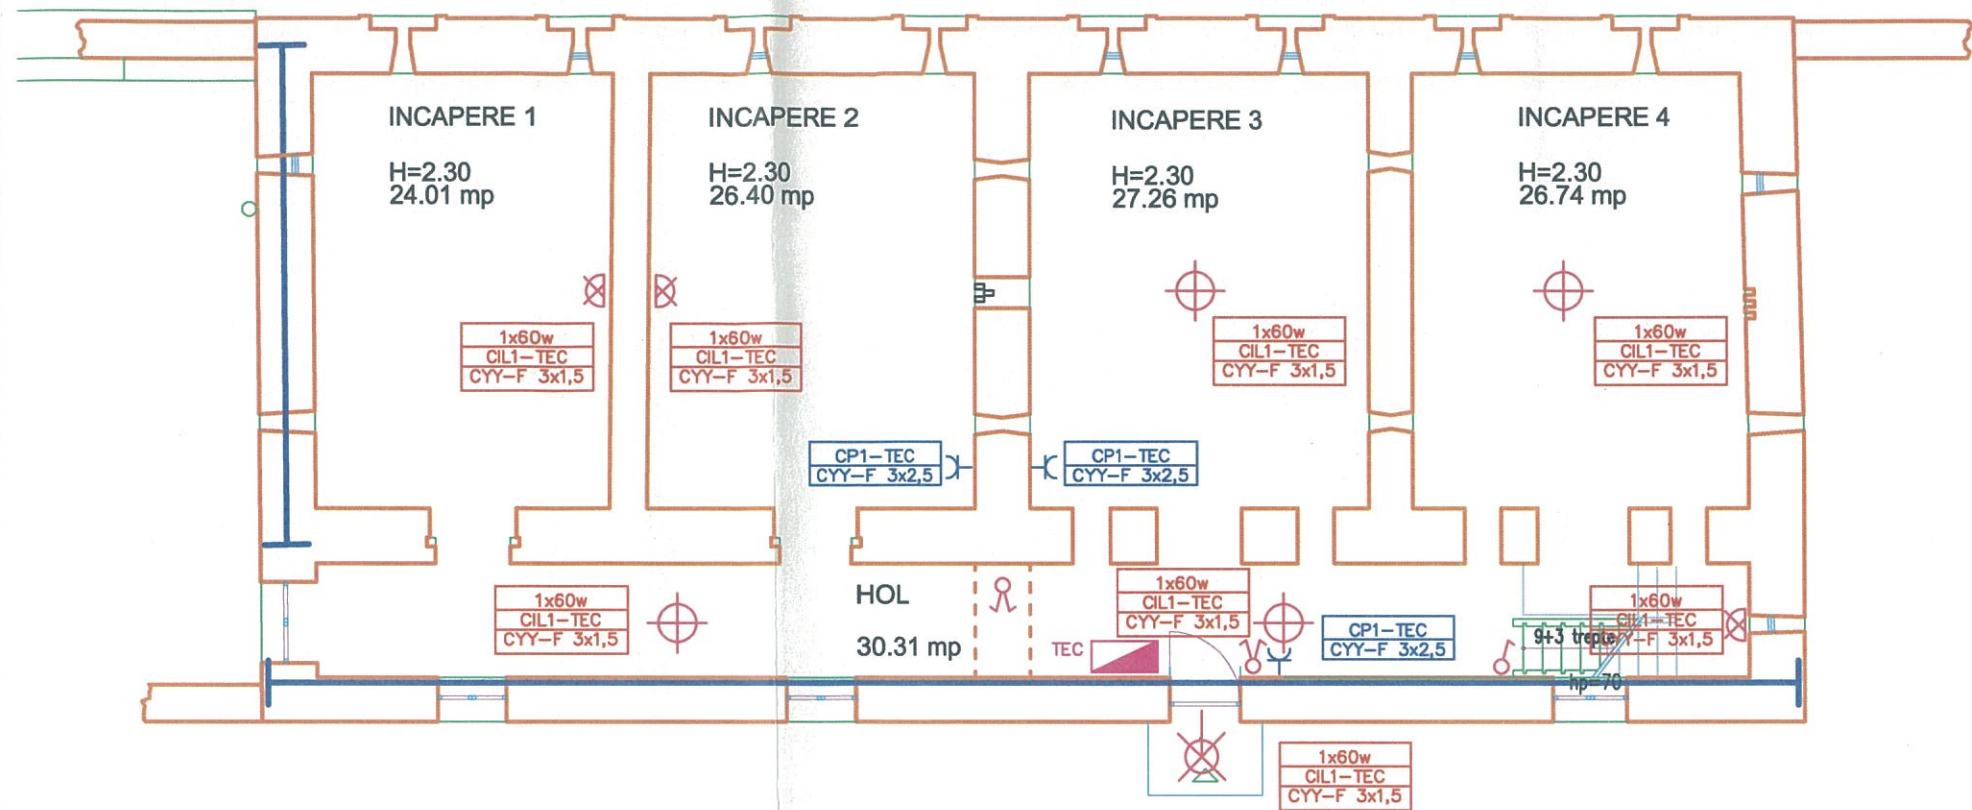 INCAPERE 1
H=2.30
24.01 mp
INCAPERE 2
H=2.30
26.40 mp
INCAPERE 3
H=2.30
27.26 mp
INCAPERE 4
H=2.30
26.74 mp
1x60w
CIL1-TEC
CYY-F 3x1,5
1x60w
CIL1-TEC
CYY-F 3x1,5
1x60w
CIL1-TEC
CYY-F 3x1,5
1x60w
CIL1-TEC
CYY-F 3x1,5
CP1-TEC
CYY-F 3x2,5
CP1-TEC
CYY-F 3x2,5
1x60w
CIL1-TEC
CYY-F 3x1,5
HOL
30.31 mp
1x60w
CIL1-TEC
CYY-F 3x1,5
TEC
CP1-TEC
CYY-F 3x2,5
1x60w
CIL1-TEC
9+3 trepte
YY-F 3x1,5
hp=70
1x60w
CIL1-TEC
CYY-F 3x1,5